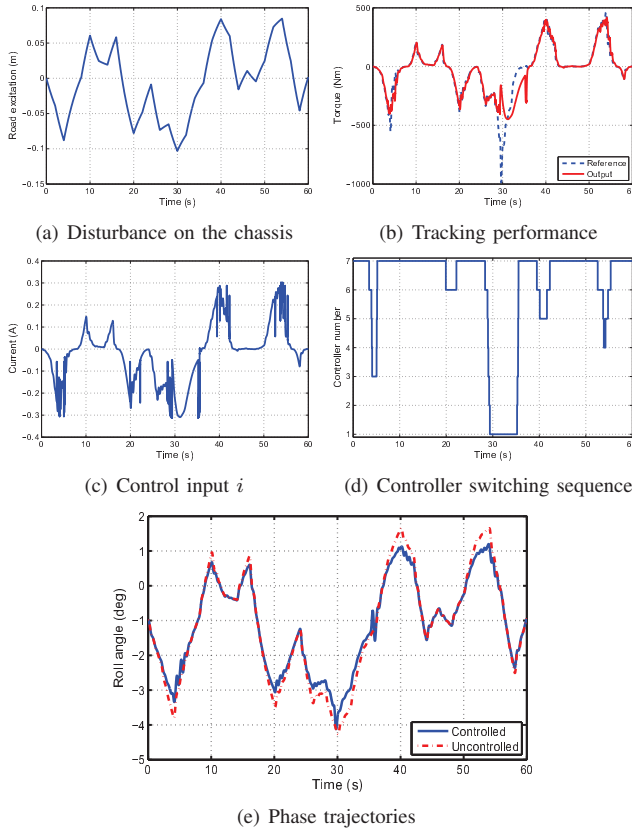 0.1
0.05
0
−0.05
−0.1
−0.15
Road exitation (m)
0 10 20 30 40 50 60
Time (s)
(a) Disturbance on the chassis
500
0
−500
−1000
Torque (Nm)
0 10 20 30 40 50 60
Time (s)
Reference
Output
(b) Tracking performance
0.4
0.3
0.2
0.1
0
−0.1
−0.2
−0.3
−0.4
Current (A)
0 10 20 30 40 50 60
Time (s)
(c) Control input i
7
6
5
4
3
2
1
Controller number
0 10 20 30 40 50 60
Time (s)
(d) Controller switching sequence
2
1
0
-1
-2
-3
-4
-5
Roll angle (deg)
0 10 20 30 40 50 60
Time (s)
Controlled
Uncontrolled
(e) Phase trajectories